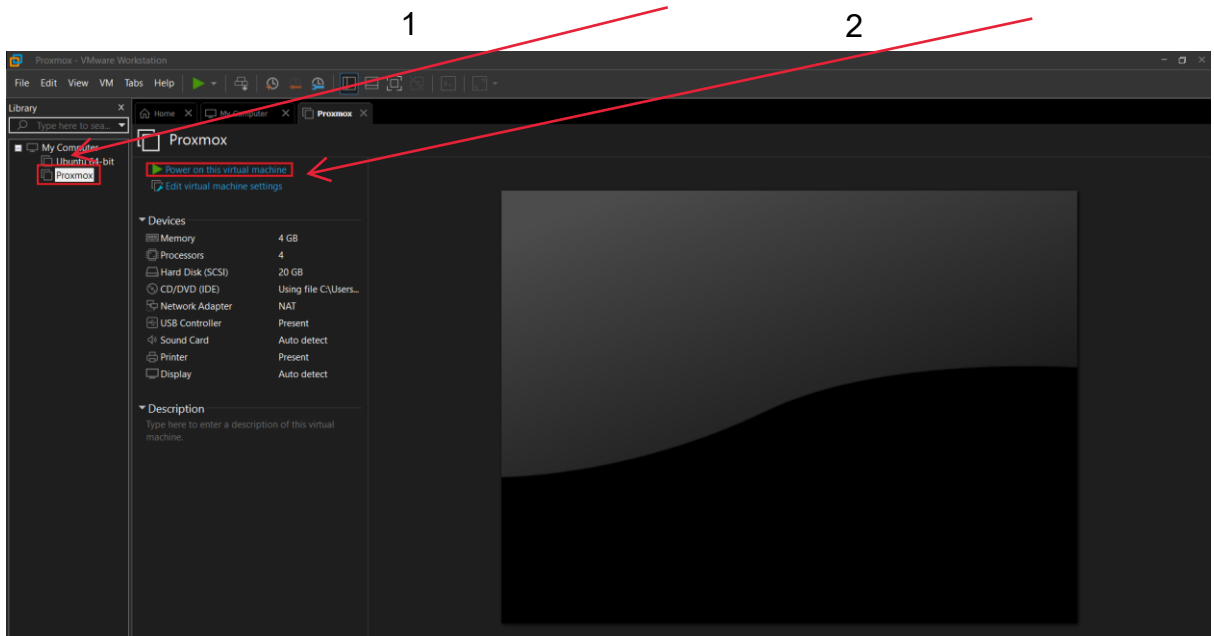 1
2
Proxmox - VMware Workstation
File Edit View VM Tabs Help
Library X
Type here to sea...
Home X My Computer X Proxmox X
My Computer
Ubuntu 64-bit
Proxmox
Proxmox
Power on this virtual machine
Edit virtual machine settings
Devices
Memory 4 GB
Processors 4
Hard Disk (SCSI) 20 GB
CD/DVD (IDE) Using file C:\Users...
Network Adapter NAT
USB Controller Present
Sound Card Auto detect
Printer Present
Display Auto detect
Description
Type here to enter a description of this virtual
machine.